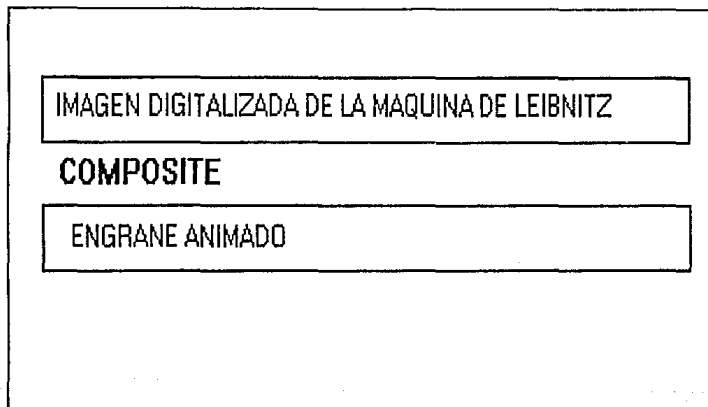 IMAGEN DIGITALIZADA DE LA MAQUINA DE LEIBNITZ
COMPOSITE
ENGRANE ANIMADO